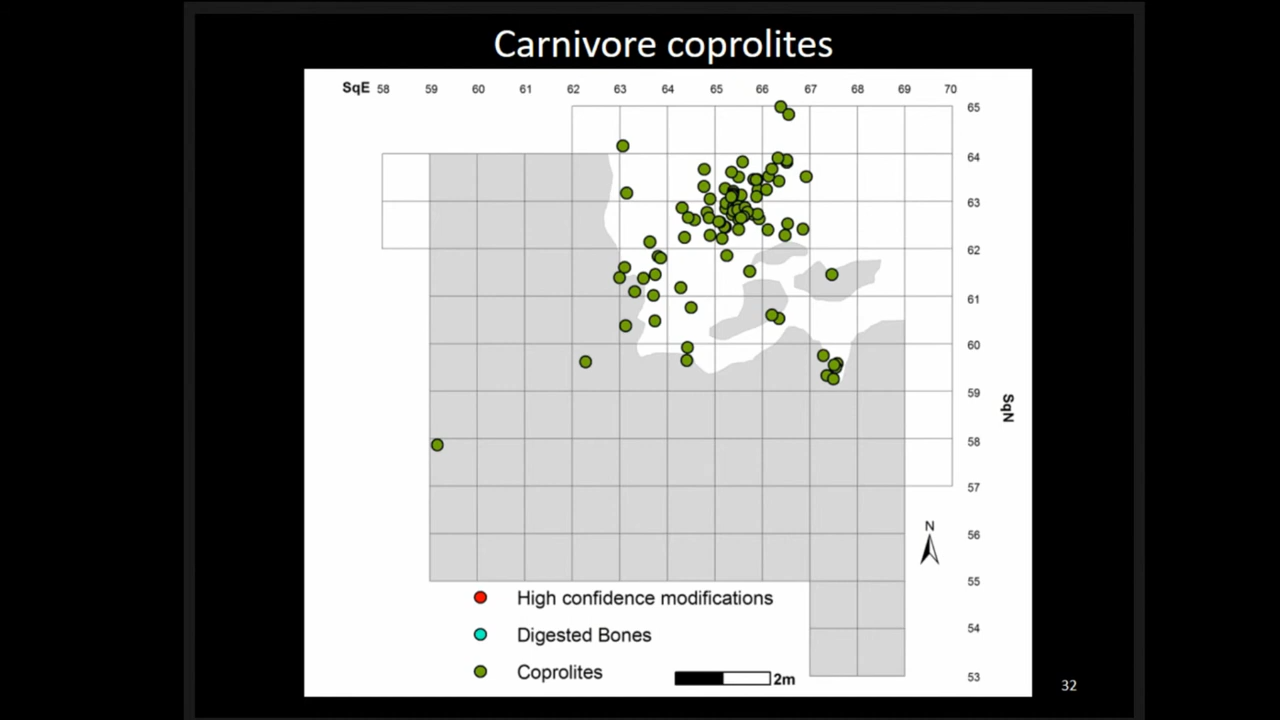 Carnivore coprolites
SqE 58 59 60 61 62 63 64 65 66 67 68 69 70
65
64
63
62
61
60
59
SqN
58
57
N
56
55
High confidence modifications
54
Digested Bones
Coprolites
2m
53
32